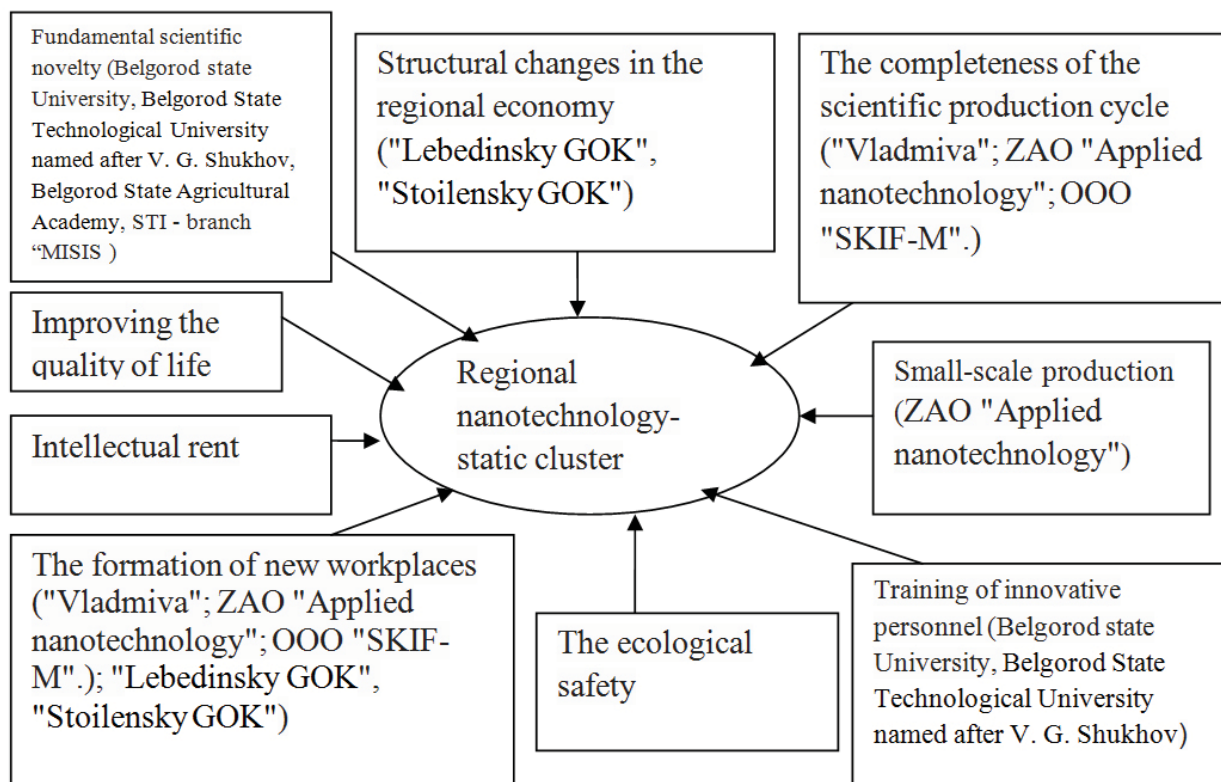 Fundamental scientific
novelty (Belgorod state
University, Belgorod State
Technological University
named after V. G. Shukhov,
Belgorod State Agricultural
Academy, STI - branch
“MISIS )
Structural changes in the
regional economy
("Lebedinsky GOK",
"Stoilensky GOK")
The completeness of the
scientific production cycle
("Vladmiva"; ZAO "Applied
nanotechnology"; OOO
"SKIF-M".)
Improving the
quality of life
Regional
nanotechnology-
static cluster
Small-scale production
(ZAO "Applied
nanotechnology")
Intellectual rent
The formation of new workplaces
("Vladmiva"; ZAO "Applied
nanotechnology"; OOO "SKIF-
M".); "Lebedinsky GOK",
"Stoilensky GOK")
The ecological
safety
Training of innovative
personnel (Belgorod state
University, Belgorod State
Technological University
named after V. G. Shukhov)